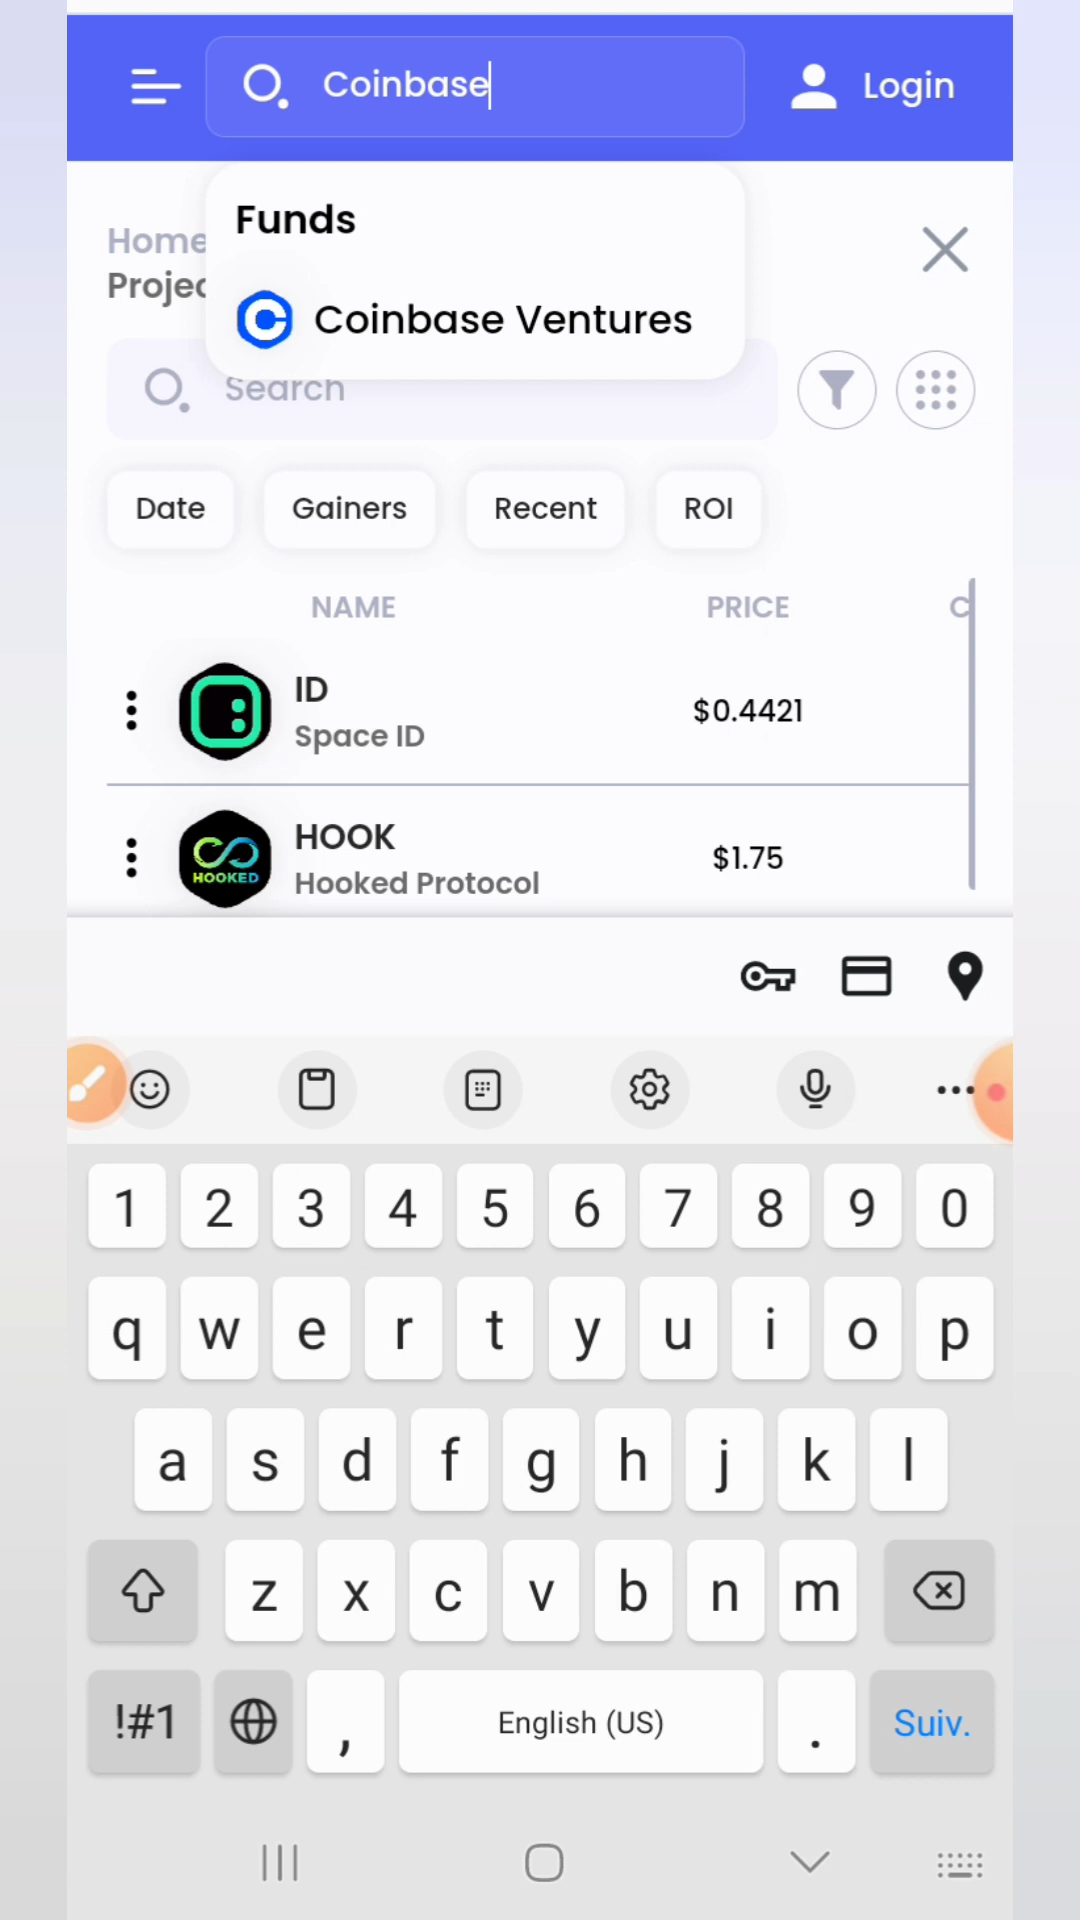 Coinbase
Login
Funds
Home
Projec
Coinbase Ventures
Search
Date Gainers Recent ROI
NAME PRICE C
ID
Space ID
$0.4421
HOOKED
HOOK
Hooked Protocol
$1.75
1 2 3 4 5 6 7 8 9 0
q w e r t y u i o p
a s d f g h j k l
z x c v b n m
!#1 , English (US) . Suiv.